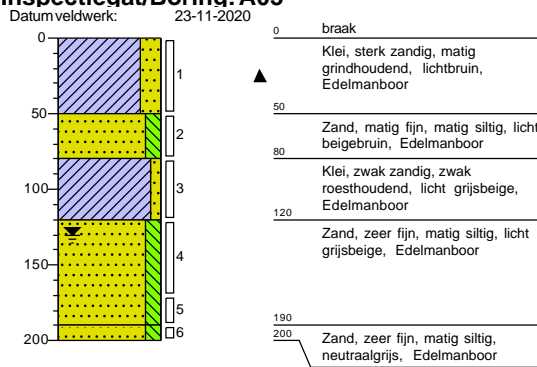 Inspectiegat/Boring: A03
Datum veldwerk: 23-11-2020
0
50
100
150
200
1
2
3
4
5
6
0 braak
Klei, sterk zandig, matig
grindhoudend, lichtbruin,
Edelmanboor
50
Zand, matig fijn, matig siltig, licht
beigebruin, Edelmanboor
80
Klei, zwak zandig, zwak
roesthoudend, licht grijsbeige,
Edelmanboor
120
Zand, zeer fijn, matig siltig, licht
grijsbeige, Edelmanboor
190
200
Zand, zeer fijn, matig siltig,
neutraalgrijs, Edelmanboor